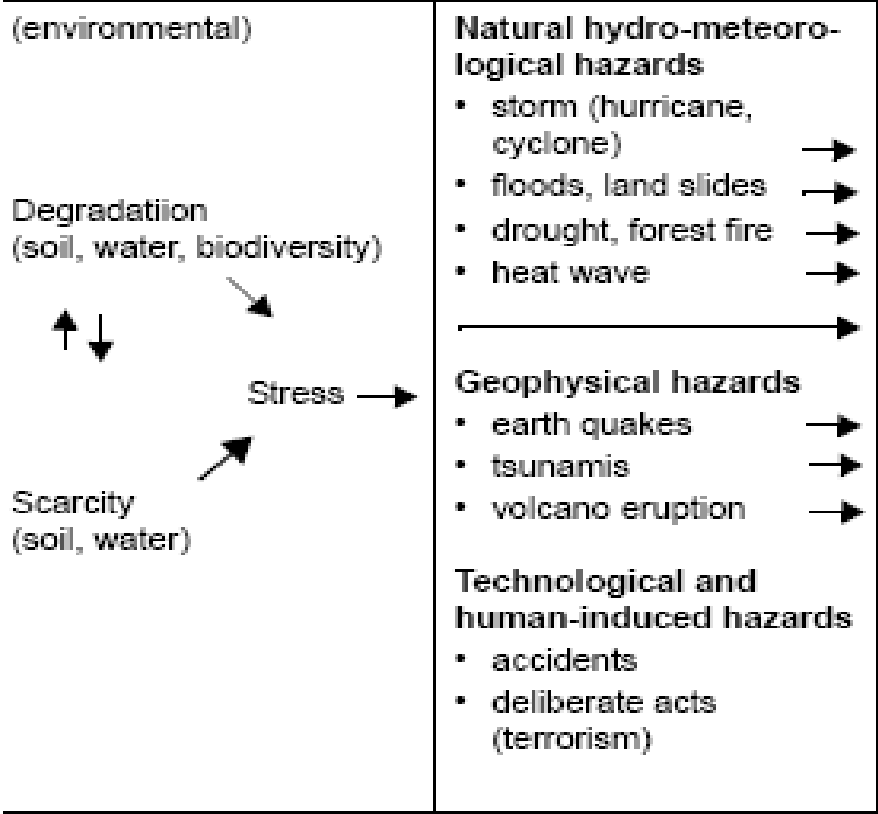 (environmental)
Degradatiion
(soil, water, biodiversity)
Stress
Scarcity
(soil, water)
Natural hydro-meteoro-
logical hazards
• storm (hurricane,
cyclone)
• floods, land slides
• drought, forest fire
• heat wave
Geophysical hazards
• earth quakes
• tsunamis
• volcano eruption
Technological and
human-induced hazards
• accidents
• deliberate acts
(terrorism)